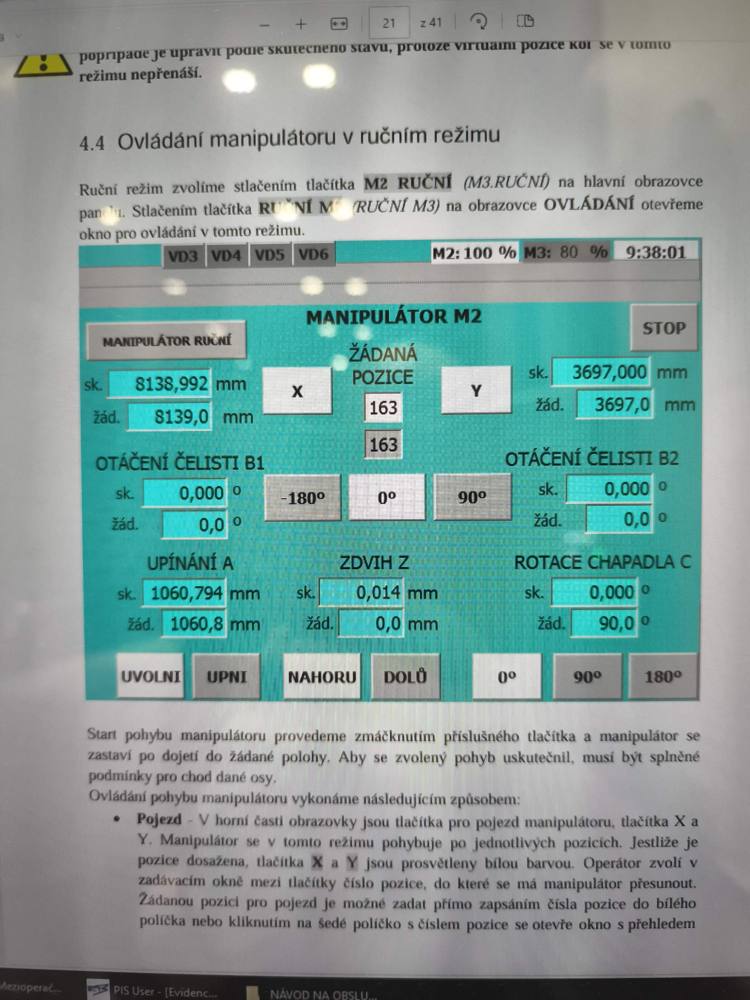 21 z 41
popřípadě je upravit podle skutečného stavu, protože virtuální pozice kol se v tomto
režimu nepřenáší.
4.4 Ovládání manipulátoru v ručním režimu
Ruční režim zvolíme stlačením tlačítka M2 RUČNÍ (M3.RUČNÍ) na hlavní obrazovce
Stlačením tlačítka (RUČNÍ M3) na obrazovce OVLÁDÁNÍ otevřeme
okno pro ovládání v tomto režimu.
VD3 VD4 VD5 VD6 M2: 100 % M3: 80 % 9:38:01
MANIPULÁTOR M2
MANIPULÁTOR RUČNÍ STOP
ŽÁDANÁ
POZICE
sk. 8138,992 mm X Y sk. 3697,000 mm
žád. 8139,0 mm 163 žád. 3697,0 mm
163
OTÁČENÍ ČELISTI B1 OTÁČENÍ ČELISTI B2
sk. 0,000 º -180º 0º 90º sk. 0,000 º
žád. 0,0 º žád. 0,0 º
UPÍNÁNÍ A ZDVIH Z ROTACE CHAPADLA C
sk. 1060,794 mm sk. 0,014 mm sk. 0,000 º
žád. 1060,8 mm žád. 0,0 mm žád. 90,0 º
UVOLNI UPNI NAHORU DOLŮ 0º 90º 180º
Start pohybu manipulátoru provedeme zmáčknutím příslušného tlačítka a manipulátor se
zastaví po dojetí do žádané polohy. Aby se zvolený pohyb uskutečnil, musí být splněné
podmínky pro chod dané osy.
Ovládání pohybu manipulátoru vykonáme následujícím způsobem:
• Pojezd - V horní časti obrazovky jsou tlačítka pro pojezd manipulátoru, tlačítka X a
Y. Manipulátor se v tomto režimu pohybuje po jednotlivých pozicích. Jestliže je
pozice dosažena, tlačítka X a Y jsou prosvětleny bílou barvou. Operátor zvolí v
zadávacím okně mezi tlačítky číslo pozice, do které se má manipulátor přesunout.
Žádanou pozici pro pojezd je možné zadat přímo zapsáním čísla pozice do bílého
políčka nebo kliknutím na šedé políčko s číslem pozice se otevře okno s přehledem
Mezioperač... PIS User - [Evidenc... NÁVOD NA OBSLU...